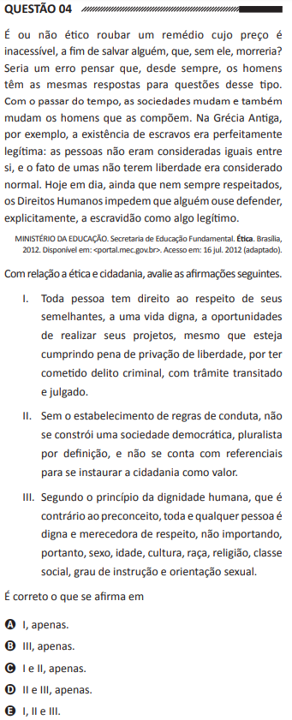 QUESTÃO 04
É ou não ético roubar um remédio cujo preço é
inacessível, a fim de salvar alguém, que, sem ele, morreria?
Seria um erro pensar que, desde sempre, os homens
têm as mesmas respostas para questões desse tipo.
Com o passar do tempo, as sociedades mudam e também
mudam os homens que as compõem. Na Grécia Antiga,
por exemplo, a existência de escravos era perfeitamente
legítima: as pessoas não eram consideradas iguais entre
si, e o fato de umas não terem liberdade era considerado
normal. Hoje em dia, ainda que nem sempre respeitados,
os Direitos Humanos impedem que alguém ouse defender,
explicitamente, a escravidão como algo legítimo.
MINISTÉRIO DA EDUCAÇÃO. Secretaria de Educação Fundamental. Ética. Brasília,
2012. Disponível em: <portal.mec.gov.br>. Acesso em: 16 jul. 2012 (adaptado).
Com relação a ética e cidadania, avalie as afirmações seguintes.
I. Toda pessoa tem direito ao respeito de seus
semelhantes, a uma vida digna, a oportunidades
de realizar seus projetos, mesmo que esteja
cumprindo pena de privação de liberdade, por ter
cometido delito criminal, com trâmite transitado
e julgado.
II. Sem o estabelecimento de regras de conduta, não
se constrói uma sociedade democrática, pluralista
por definição, e não se conta com referenciais
para se instaurar a cidadania como valor.
III. Segundo o princípio da dignidade humana, que é
contrário ao preconceito, toda e qualquer pessoa é
digna e merecedora de respeito, não importando,
portanto, sexo, idade, cultura, raça, religião, classe
social, grau de instrução e orientação sexual.
É correto o que se afirma em
A I, apenas.
B III, apenas.
C I e II, apenas.
D II e III, apenas.
E I, II e III.